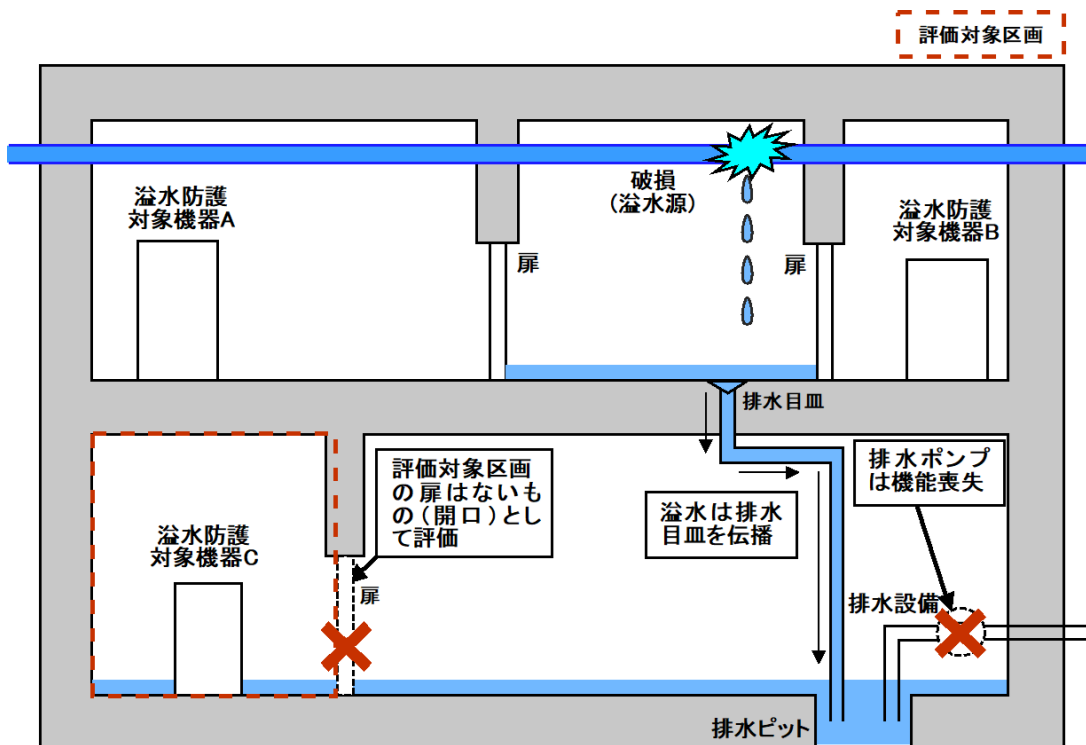 評価対象区画
破損
(溢水源)
溢水防護
対象機器A
溢水防護
対象機器B
扉
扉
排水目皿
評価対象区画
の扉はないも
の(開口)とし
て評価
排水ポンプ
は機能喪失
溢水は排水
目皿を伝播
溢水防護
対象機器C
扉
排水設備
排水ピット